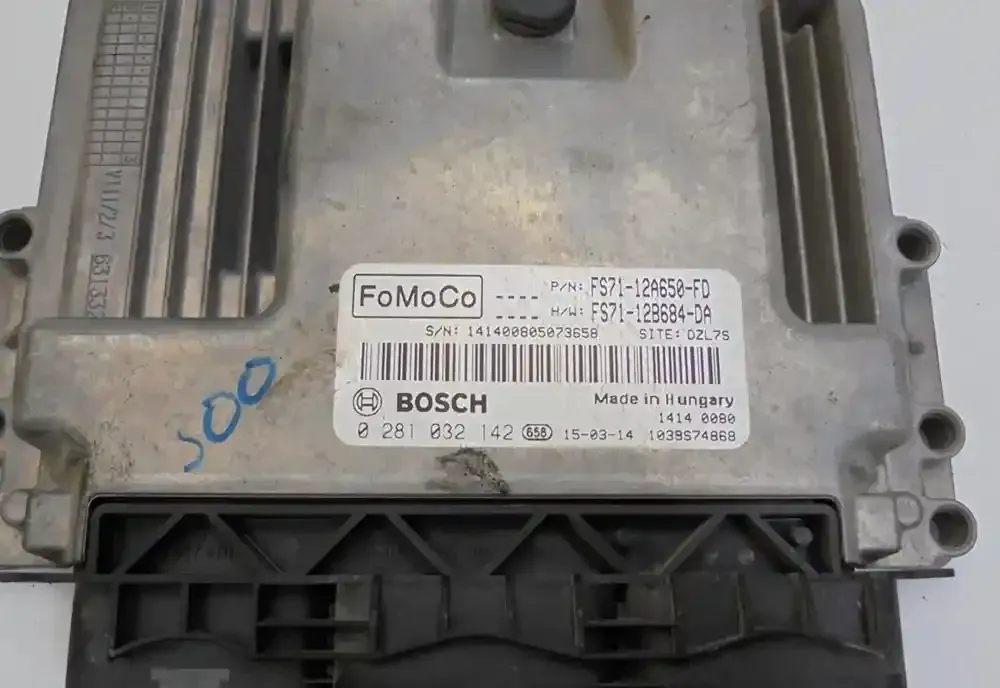 FoMoCo
---- P/N: FS71-12A650-FD
---- H/W: FS71-12B684-DA
S/N: 141400805073658 SITE: DZL7S
BOSCH
Made in Hungary
1414 0080
0 281 032 142 658 15-03-14 1039S74868
500